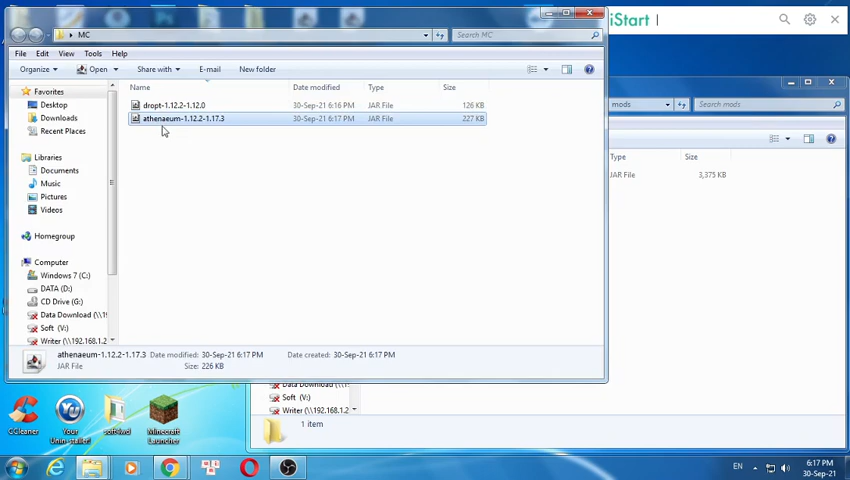 MC
Search MC
File Edit View Tools Help
Organize Open Share with E-mail New folder
Name Date modified Type Size
dropt-1.12.2-1.12.0 30-Sep-21 6:16 PM JAR File 126 KB
athenaeum-1.12.2-1.17.3 30-Sep-21 6:17 PM JAR File 227 KB
Favorites
Desktop
Downloads
Recent Places
Libraries
Documents
Music
Pictures
Videos
Homegroup
Computer
Windows 7 (C:)
DATA (D:)
CD Drive (G:)
Data Download (\\19
Soft (V:)
Writer (\\192.168.1.2
athenaeum-1.12.2-1.17.3 Date modified: 30-Sep-21 6:17 PM Date created: 30-Sep-21 6:17 PM
JAR File Size: 226 KB
iStart
mods
Search mods
Type Size
JAR File 3,375 KB
Soft (V:)
Writer (\\192.168.1.2
1 item
CCleaner
Your Unin-staller!
soft4wd
Minecraft Launcher
EN
6:17 PM
30-Sep-21